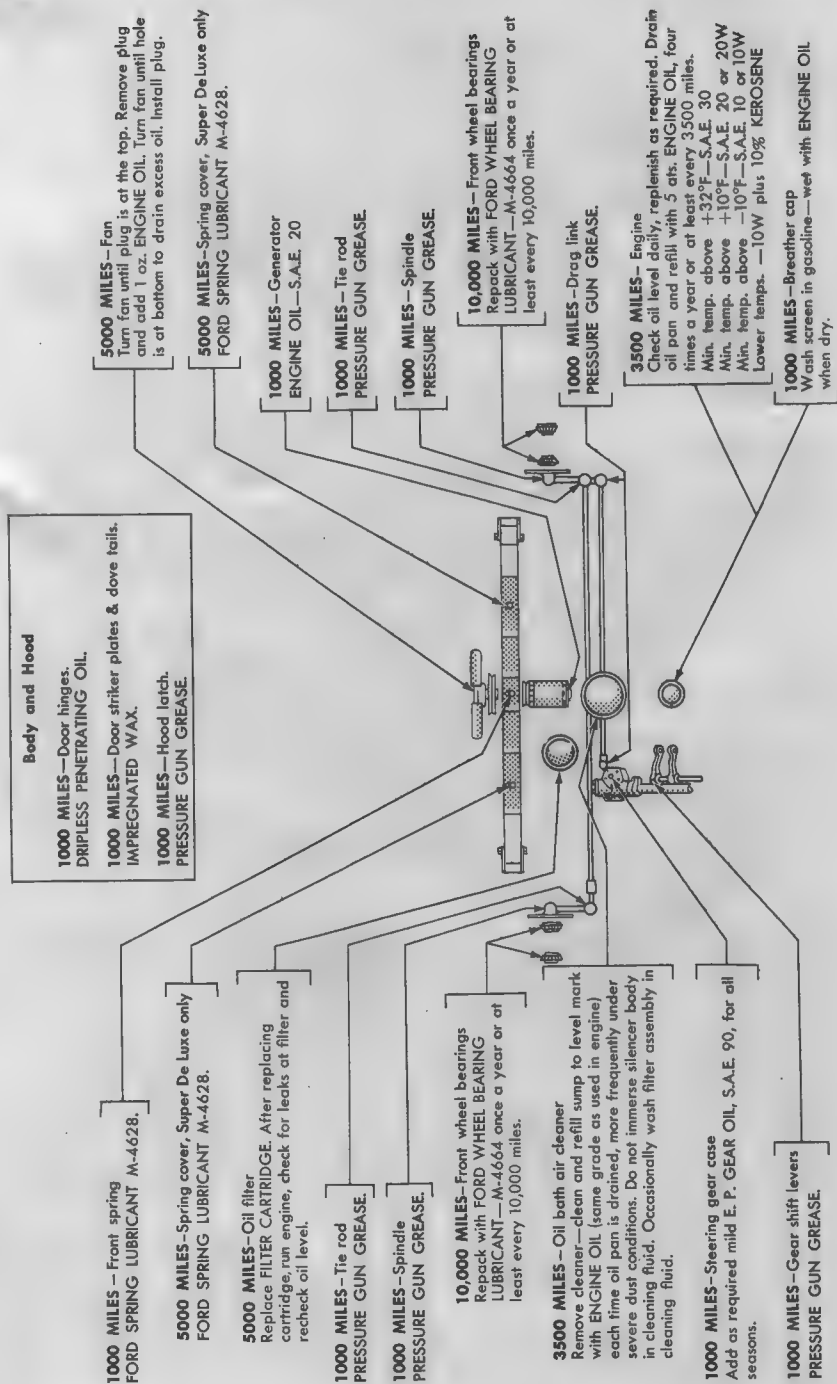 Body and Hood
1000 MILES—Door hinges.
DRIPLESS PENETRATING OIL.
1000 MILES—Door striker plates & dove tails.
IMPREGNATED WAX.
1000 MILES—Hood latch.
PRESSURE GUN GREASE.
1000 MILES—Front spring
FORD SPRING LUBRICANT M-4628.
5000 MILES—Spring cover, Super De Luxe only
FORD SPRING LUBRICANT M-4628.
5000 MILES—Oil filter
Replace FILTER CARTRIDGE. After replacing
cartridge, run engine, check for leaks at filter and
recheck oil level.
1000 MILES—Tie rod
PRESSURE GUN GREASE.
1000 MILES—Spindle
PRESSURE GUN GREASE.
10,000 MILES—Front wheel bearings
Repack with FORD WHEEL BEARING
LUBRICANT—M-4664 once a year or at
least every 10,000 miles.
3500 MILES—Oil bath air cleaner
Remove cleaner—clean and refill sump to level mark
with ENGINE OIL (same grade as used in engine)
each time oil pan is drained, more frequently under
severe dust conditions. Do not immerse silencer body
in cleaning fluid. Occasionally wash filter assembly in
cleaning fluid.
1000 MILES—Steering gear case
Add as required mild E. P. GEAR OIL, S.A.E. 90, for all
seasons.
1000 MILES—Gear shift levers
PRESSURE GUN GREASE.
5000 MILES—Fan
Turn fan until plug is at the top. Remove plug
and add 1 oz. ENGINE OIL. Turn fan until hole
is at bottom to drain excess oil. Install plug.
5000 MILES—Spring cover, Super DeLuxe only
FORD SPRING LUBRICANT M-4628.
1000 MILES—Generator
ENGINE OIL—S.A.E. 20
1000 MILES—Tie rod
PRESSURE GUN GREASE.
1000 MILES—Spindle
PRESSURE GUN GREASE.
10,000 MILES—Front wheel bearings
Repack with FORD WHEEL BEARING
LUBRICANT—M-4664 once a year or at
least every 10,000 miles.
1000 MILES—Drag link
PRESSURE GUN GREASE.
3500 MILES—Engine
Check oil level daily, replenish as required. Drain
oil pan and refill with 5 qts. ENGINE OIL, four
times a year or at least every 3500 miles.
Min. temp. above +32°F—S.A.E. 30
Min. temp. above +10°F—S.A.E. 20 or 20W
Min. temp. above —10°F—S.A.E. 10 or 10W
Lower temps. —10W plus 10% KEROSENE
1000 MILES—Breather cap
Wash screen in gasoline—wet with ENGINE OIL
when dry.